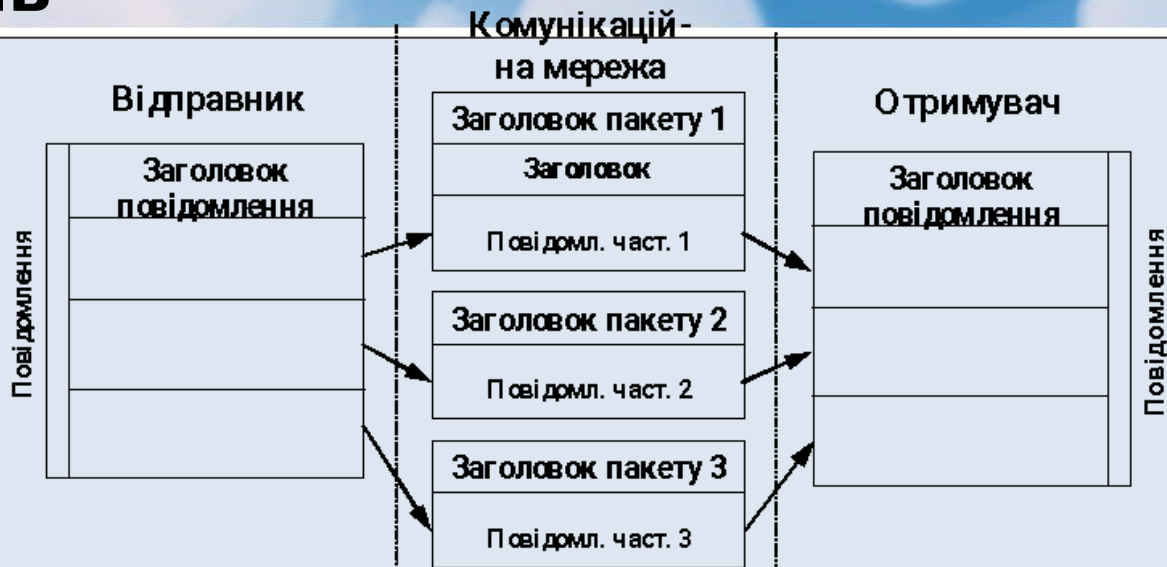 Комунікацій-
на мережа
Відправник
Отримувач
Повідомлення
Заголовок
повідомлення
Заголовок пакету 1
Заголовок
Повідомл. част. 1
Заголовок пакету 2
Повідомл. част. 2
Заголовок пакету 3
Повідомл. част. 3
Заголовок
повідомлення
Повідомлення